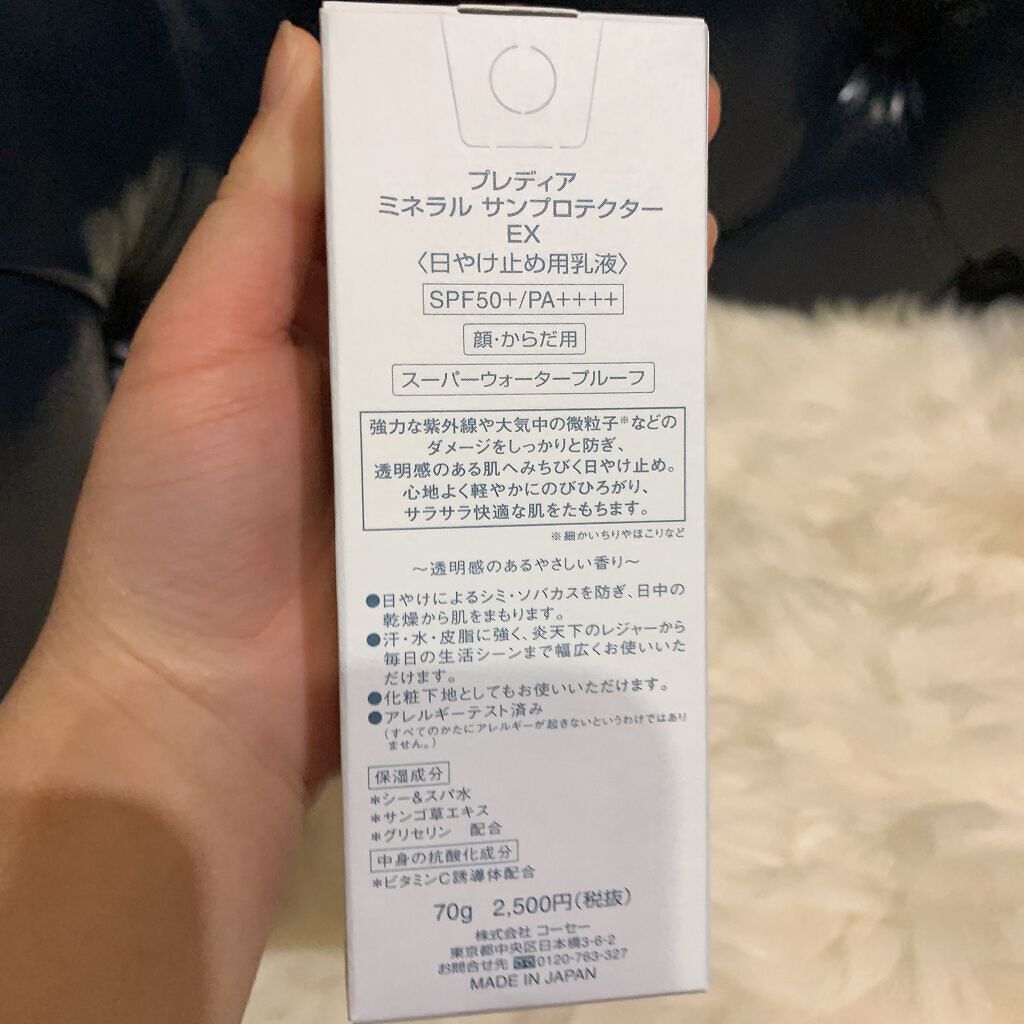 プレディア
ミネラル サンプロテクター
EX
〈日やけ止め用乳液〉
SPF50+/PA++++
顔・からだ用
スーパーウォータープルーフ
強力な紫外線や大気中の微粒子※などの
ダメージをしっかりと防ぎ、
透明感のある肌へみちびく日やけ止め。
心地よく軽やかにのびひろがり、
サラサラ快適な肌をたもちます。
※細かいちりやほこりなど
〜透明感のあるやさしい香り〜
●日やけによるシミ・ソバカスを防ぎ、日中の
乾燥から肌をまもります。
●汗・水・皮脂に強く、炎天下のレジャーから
毎日の生活シーンまで幅広くお使いいた
だけます。
●化粧下地としてもお使いいただけます。
●アレルギーテスト済み
(すべてのかたにアレルギーが起きないというわけではあり
ません。)
保湿成分
*シー&スパ水
*サンゴ草エキス
*グリセリン 配合
中身の抗酸化成分
*ビタミンC誘導体配合
70g 2,500円(税抜)
株式会社 コーセー
東京都中央区日本橋3-6-2
お問合せ先 0120-763-327
MADE IN JAPAN